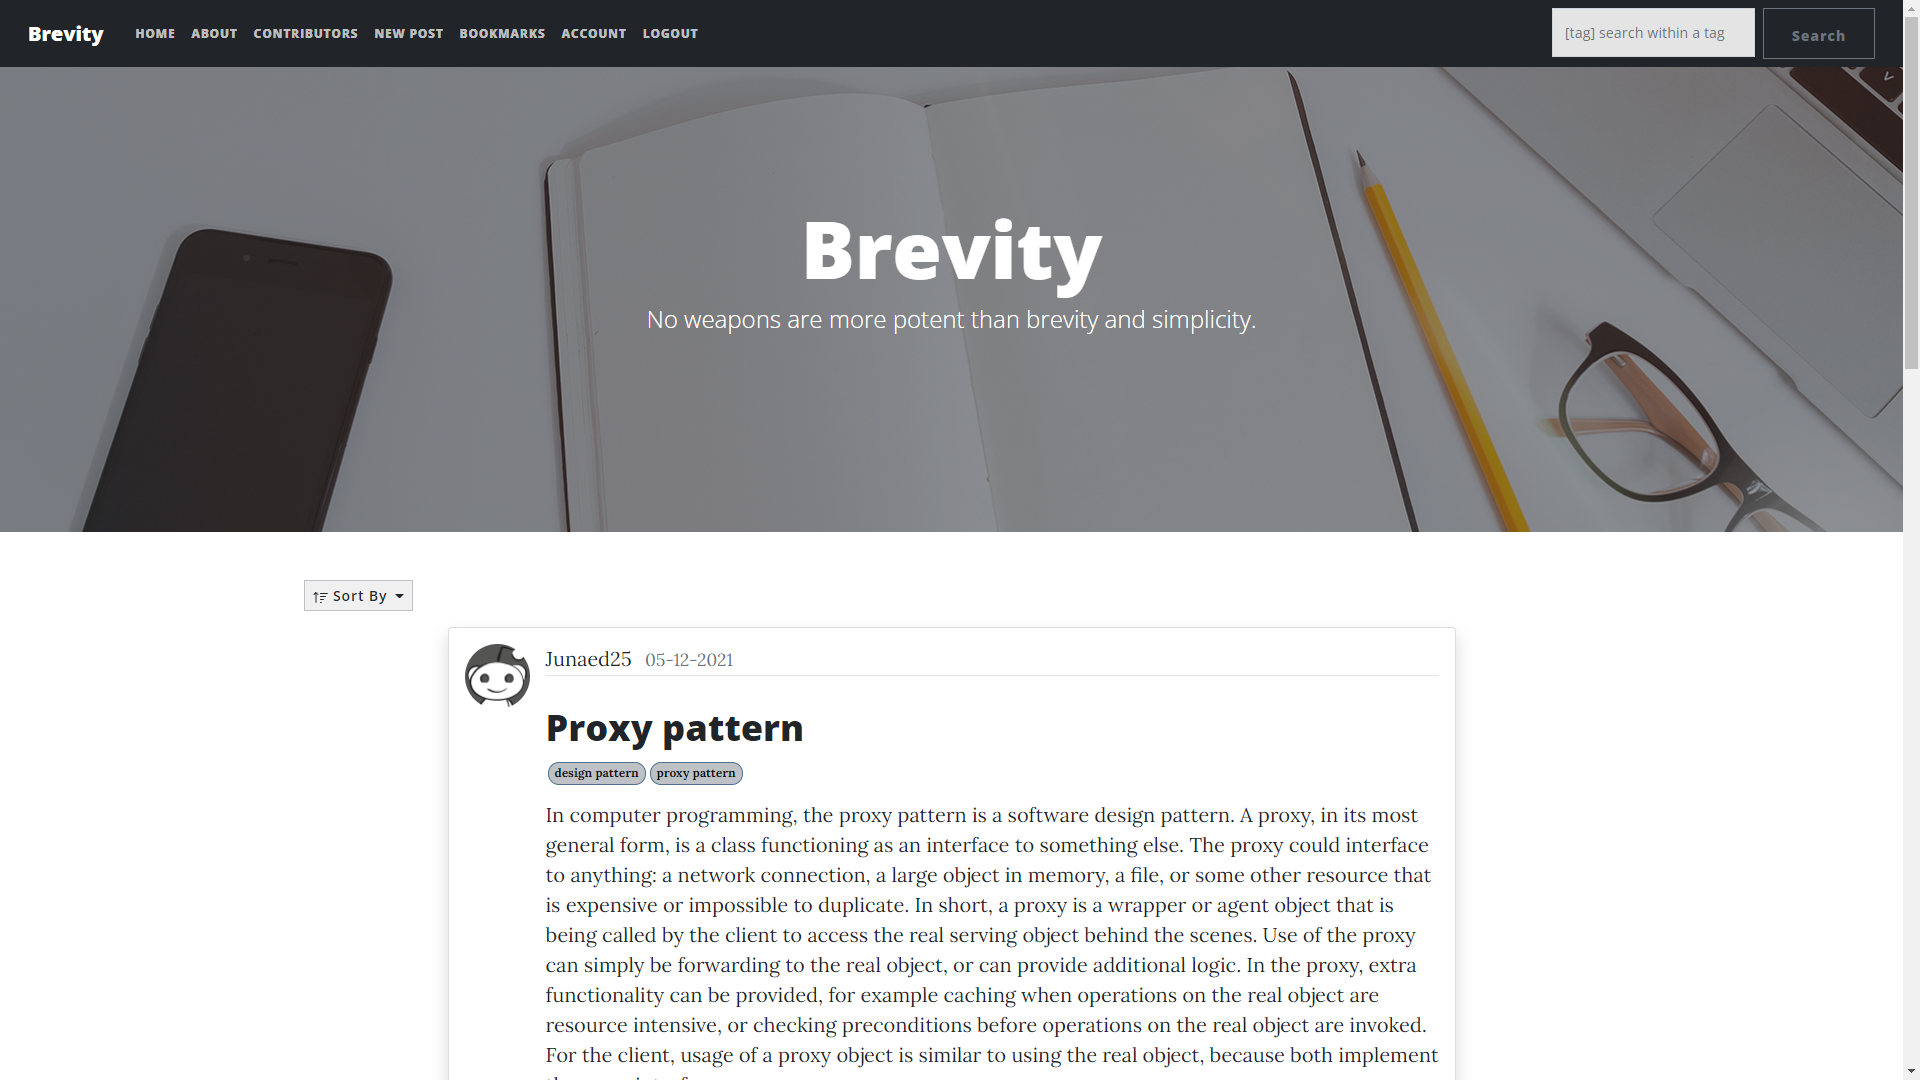 Brevity HOME ABOUT CONTRIBUTORS NEW POST BOOKMARKS ACCOUNT LOGOUT [tag] search within a tag Search
Brevity
No weapons are more potent than brevity and simplicity.
Sort By
Junaed25 05-12-2021
Proxy pattern
design pattern proxy pattern
In computer programming, the proxy pattern is a software design pattern. A proxy, in its most
general form, is a class functioning as an interface to something else. The proxy could interface
to anything: a network connection, a large object in memory, a file, or some other resource that
is expensive or impossible to duplicate. In short, a proxy is a wrapper or agent object that is
being called by the client to access the real serving object behind the scenes. Use of the proxy
can simply be forwarding to the real object, or can provide additional logic. In the proxy, extra
functionality can be provided, for example caching when operations on the real object are
resource intensive, or checking preconditions before operations on the real object are invoked.
For the client, usage of a proxy object is similar to using the real object, because both implement